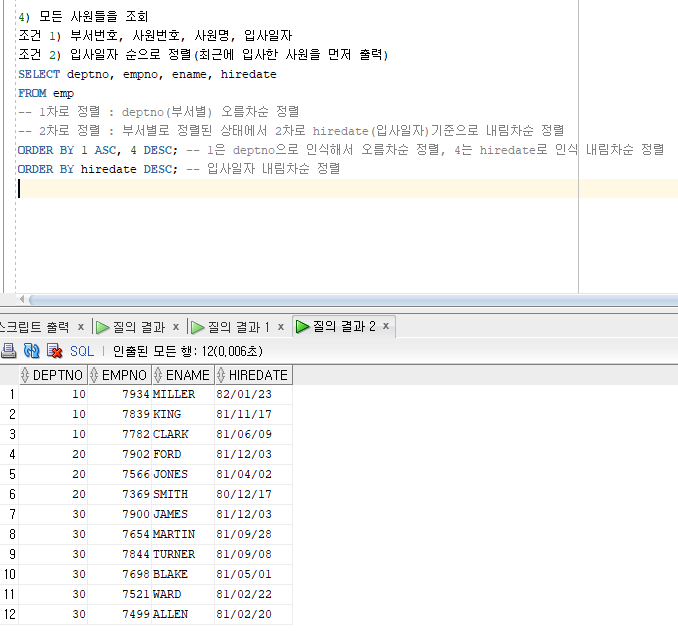 4) 모든 사원들을 조회
조건 1) 부서번호, 사원번호, 사원명, 입사일자
조건 2) 입사일자 순으로 정렬(최근에 입사한 사원을 먼저 출력)
SELECT deptno, empno, ename, hiredate
FROM emp
-- 1차로 정렬 : deptno(부서별) 오름차순 정렬
-- 2차로 정렬 : 부서별로 정렬된 상태에서 2차로 hiredate(입사일자)기준으로 내림차순 정렬
ORDER BY 1 ASC, 4 DESC; -- 1은 deptno으로 인식해서 오름차순 정렬, 4는 hiredate로 인식 내림차순 정렬
ORDER BY hiredate DESC; -- 입사일자 내림차순 정렬
스크립트 출력 x 질의 결과 x 질의 결과 1 x 질의 결과 2 x
SQL | 인출된 모든 행: 12(0,006초)
DEPTNO EMPNO ENAME HIREDATE
1 10 7934 MILLER 82/01/23
2 10 7839 KING 81/11/17
3 10 7782 CLARK 81/06/09
4 20 7902 FORD 81/12/03
5 20 7566 JONES 81/04/02
6 20 7369 SMITH 80/12/17
7 30 7900 JAMES 81/12/03
8 30 7654 MARTIN 81/09/28
9 30 7844 TURNER 81/09/08
10 30 7698 BLAKE 81/05/01
11 30 7521 WARD 81/02/22
12 30 7499 ALLEN 81/02/20